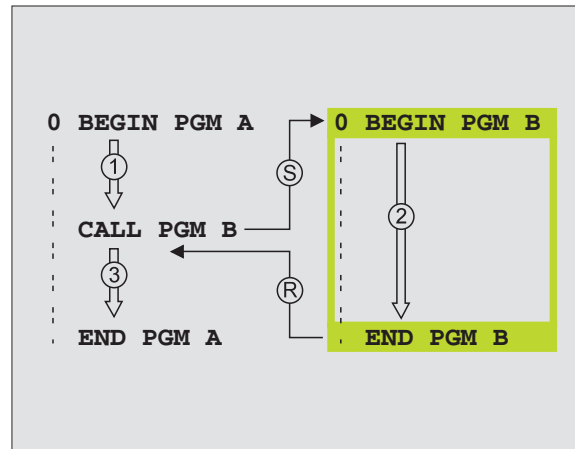 0 BEGIN PGM A
1
S
CALL PGM B
3
R
END PGM A
0 BEGIN PGM B
2
END PGM B